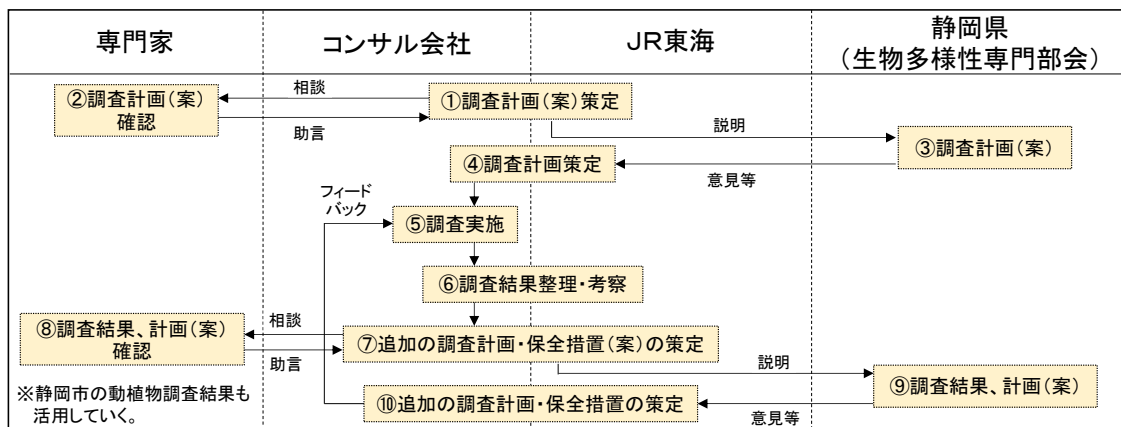 専門家
コンサル会社
JR東海
静岡県
(生物多様性専門部会)
相談
②調査計画(案)
確認
①調査計画(案)策定
助言
説明
③調査計画(案)
④調査計画策定
意見等
フィード
バック
⑤調査実施
⑥調査結果整理・考察
相談
⑧調査結果、計画(案)
確認
⑦追加の調査計画・保全措置(案)の策定
助言
説明
⑨調査結果、計画(案)
※静岡市の動植物調査結果も
活用していく。
⑩追加の調査計画・保全措置の策定
意見等